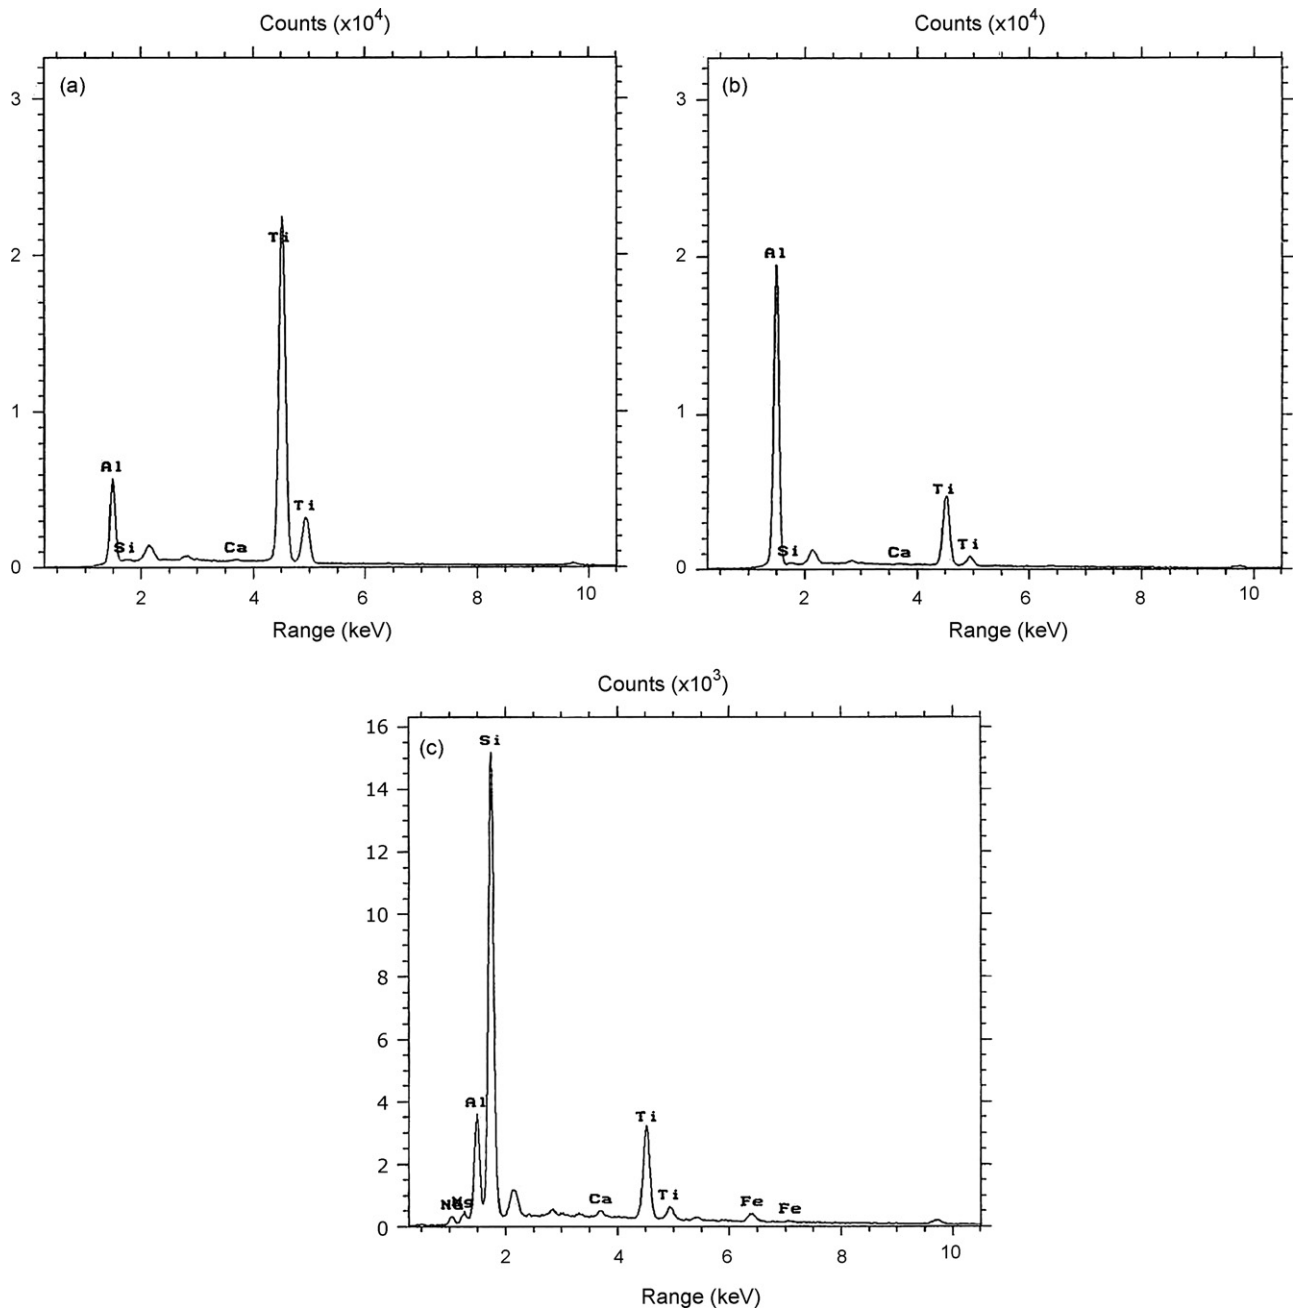 Counts (x10⁴)
(a)
3
2
1
0
Ti
Al
Ti
Si
Ca
2 4 6 8 10
Range (keV)
Counts (x10⁴)
(b)
3
2
1
0
Al
Ti
Si
Ca
Ti
2 4 6 8 10
Range (keV)
Counts (x10³)
(c)
16
14
12
10
8
6
4
2
0
Si
Al
Ti
Na Mg
Ca
Ti
Fe
Fe
2 4 6 8 10
Range (keV)